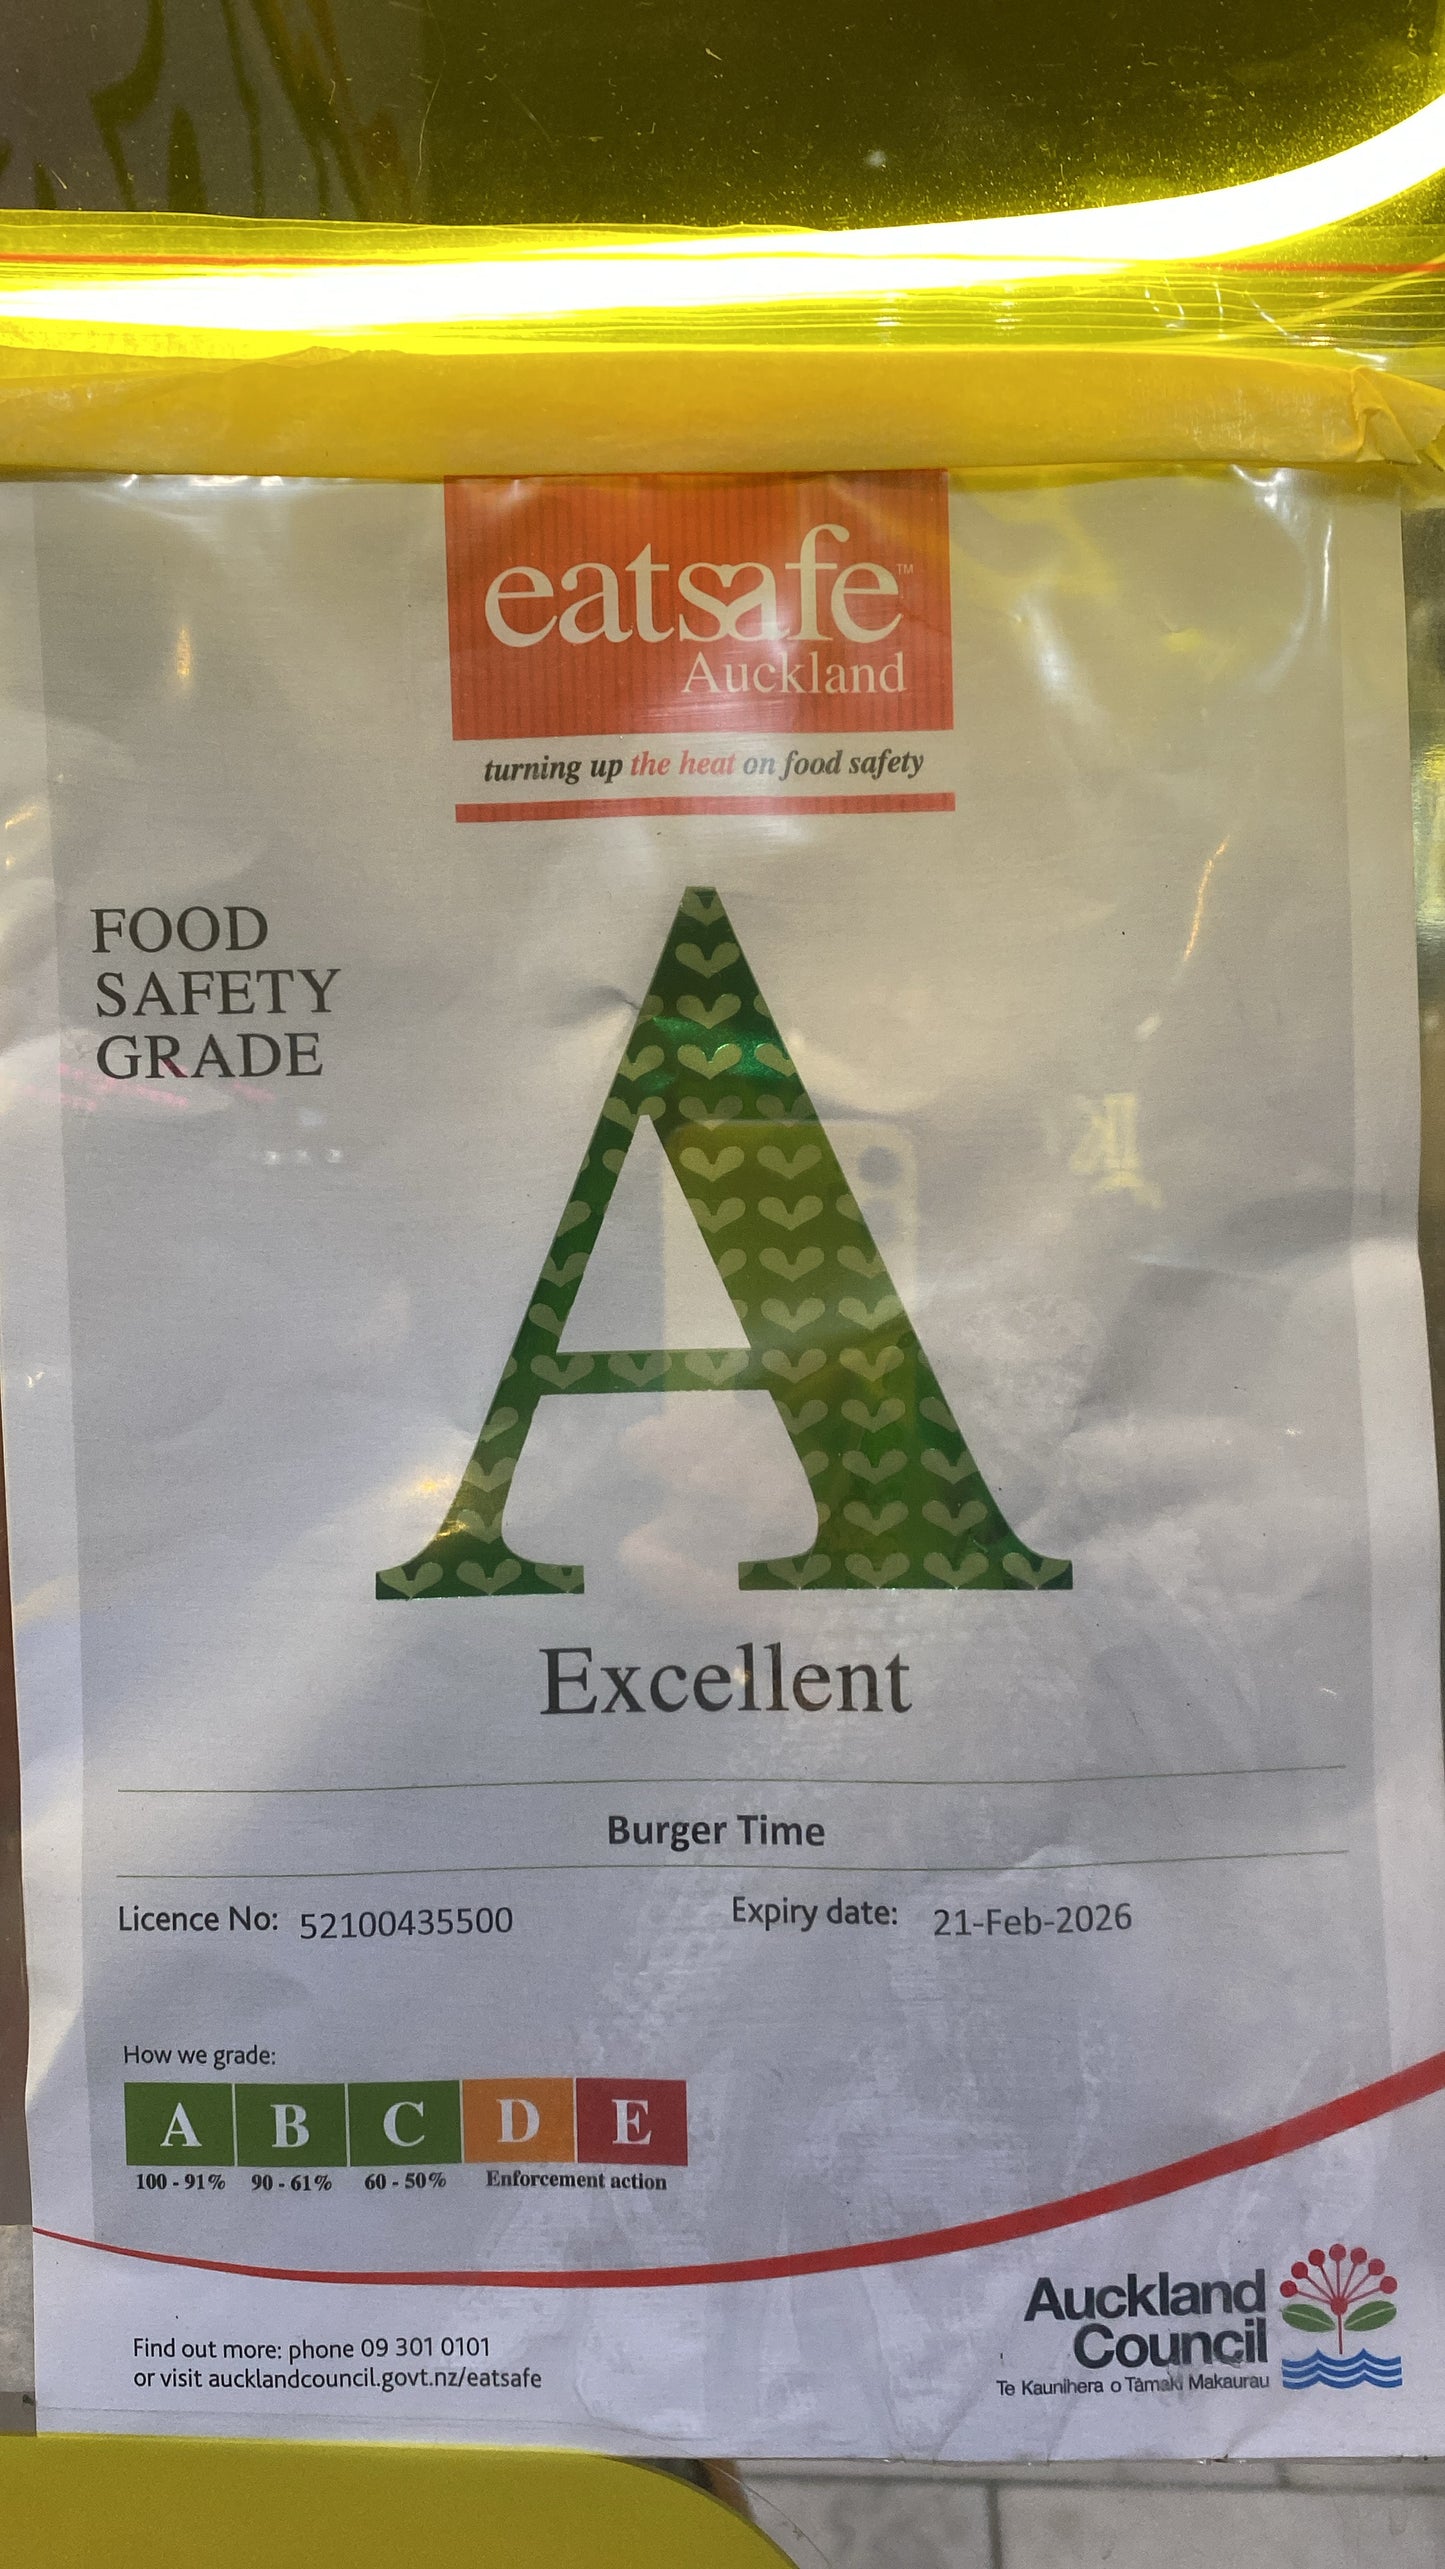 eatsafe™
Auckland
turning up the heat on food safety
FOOD
SAFETY
GRADE
A
Excellent
Burger Time
Licence No: 52100435500
Expiry date: 21-Feb-2026
How we grade:
A B C D E
100 - 91% 90 - 61% 60 - 50% Enforcement action
Find out more: phone 09 301 0101
or visit aucklandcouncil.govt.nz/eatsafe
Auckland
Council
Te Kaunihera o Tāmaki Makaurau